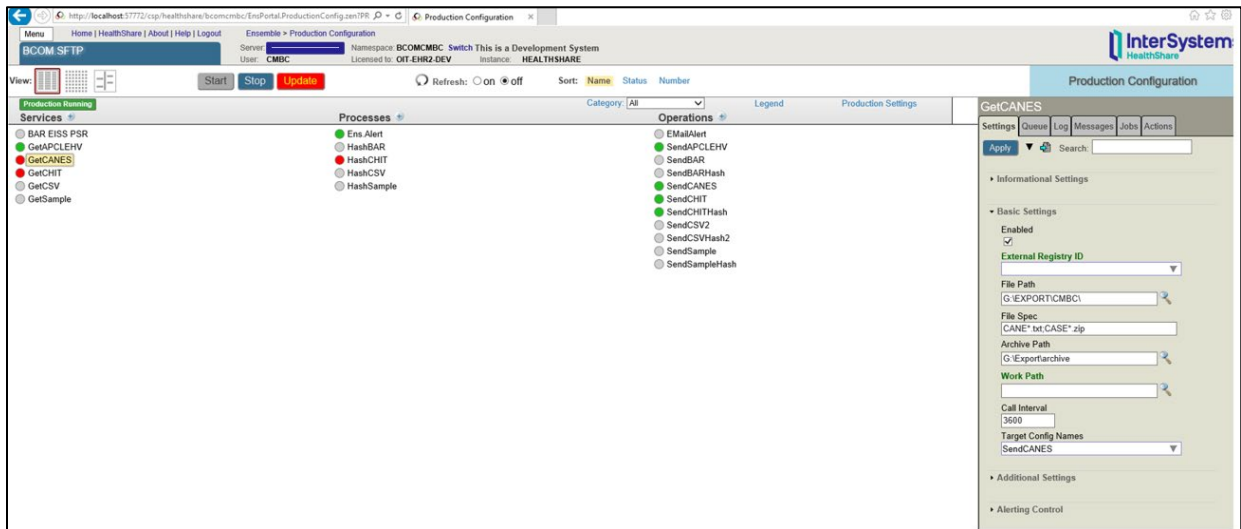 http://localhost:57772/csp/healthshare/bcomcmbc/EnsPortal.ProductionConfig.zen?PR
Production Configuration
Menu
Home | HealthShare | About | Help | Logout
Ensemble > Production Configuration
BCOM.SFTP
Server:
Namespace: BCOMCMBC Switch This is a Development System
User: CMBC
Licensed to: OIT-EHR2-DEV
Instance: HEALTHSHARE
InterSystem
HealthShare
View:
Start
Stop
Update
Refresh: on off
Sort: Name Status Number
Production Configuration
Production Running
Category: All
Legend
Production Settings
Services
BAR EISS PSR
GetAPCLEHV
GetCANES
GetCHIT
GetCSV
GetSample
Processes
Ens.Alert
HashBAR
HashCHIT
HashCSV
HashSample
Operations
EMailAlert
SendAPCLEHV
SendBAR
SendBARHash
SendCANES
SendCHIT
SendCHITHash
SendCSV2
SendCSVHash2
SendSample
SendSampleHash
GetCANES
Settings Queue Log Messages Jobs Actions
Apply
Search:
Informational Settings
Basic Settings
Enabled
External Registry ID
File Path
G:\EXPORT\CMBC\
File Spec
CANE*.txt;CASE*.zip
Archive Path
G:\Export\archive
Work Path
Call Interval
3600
Target Config Names
SendCANES
Additional Settings
Alerting Control